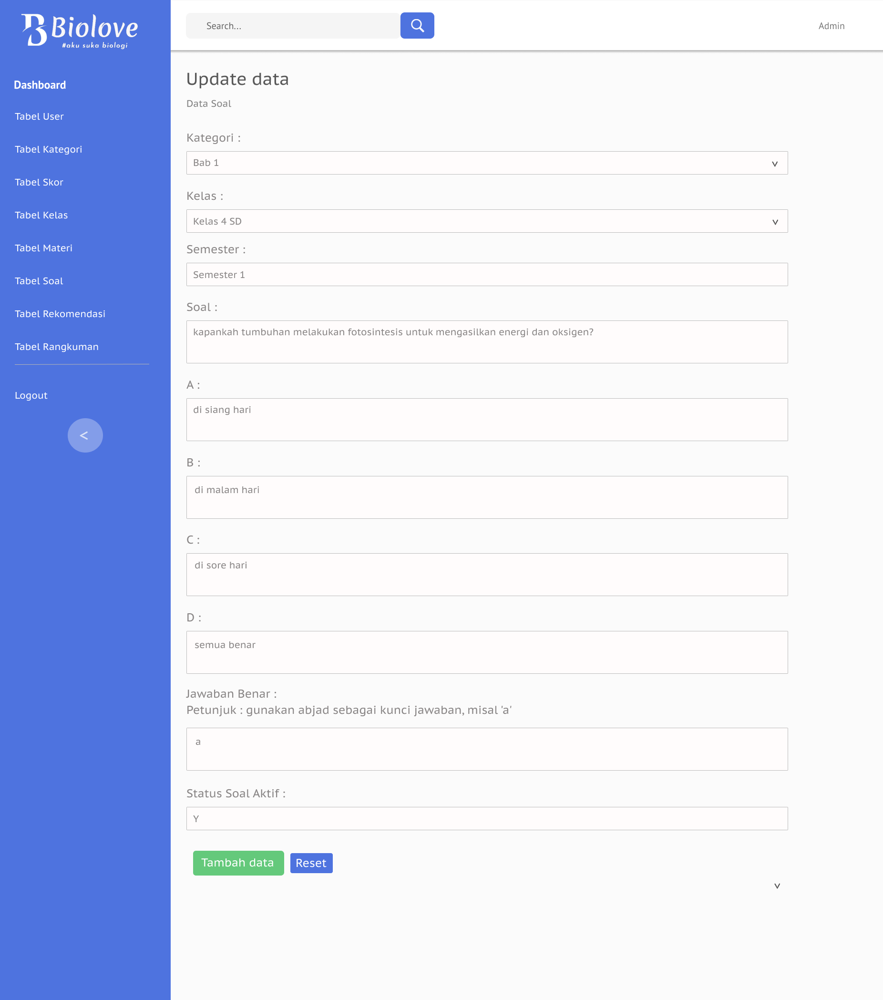 Biolove
#aku suka biologi
Dashboard
Tabel User
Tabel Kategori
Tabel Skor
Tabel Kelas
Tabel Materi
Tabel Soal
Tabel Rekomendasi
Tabel Rangkuman
Logout
<
Search...
Admin
Update data
Data Soal
Kategori :
Bab 1
v
Kelas :
Kelas 4 SD
v
Semester :
Semester 1
Soal :
kapankah tumbuhan melakukan fotosintesis untuk mengasilkan energi dan oksigen?
A :
di siang hari
B :
di malam hari
C :
di sore hari
D :
semua benar
Jawaban Benar :
Petunjuk : gunakan abjad sebagai kunci jawaban, misal 'a'
a
Status Soal Aktif :
Y
Tambah data
Reset
v